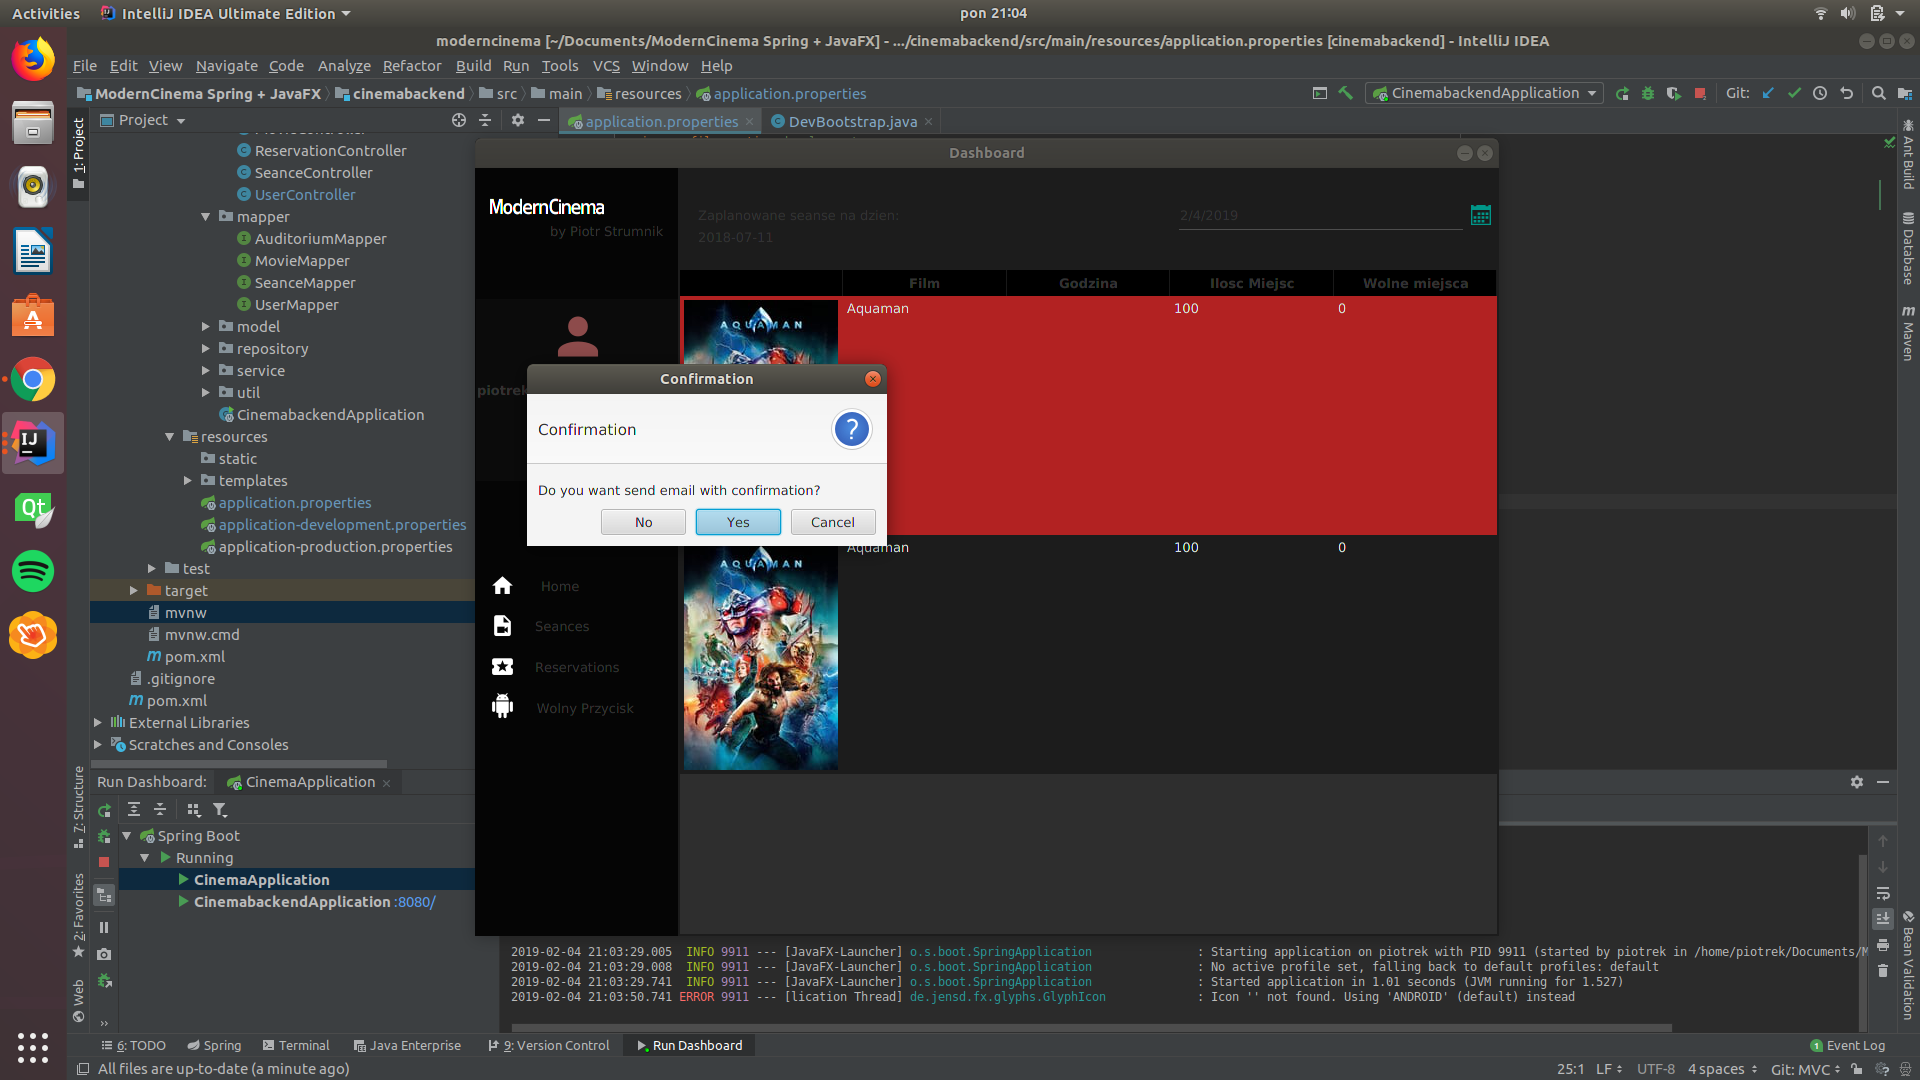 Activities
IntelliJ IDEA Ultimate Edition
pon 21:04
moderncinema [~/Documents/ModernCinema Spring + JavaFX] - .../cinemabackend/src/main/resources/application.properties [cinemabackend] - IntelliJ IDEA
File Edit View Navigate Code Analyze Refactor Build Run Tools VCS Window Help
ModernCinema Spring + JavaFX cinemabackend src main resources application.properties
CinemabackendApplication
Git:
1: Project
Project
application.properties
DevBootstrap.java
ReservationController
SeanceController
UserController
mapper
AuditoriumMapper
MovieMapper
SeanceMapper
UserMapper
model
repository
service
util
CinemabackendApplication
resources
static
templates
application.properties
application-development.properties
application-production.properties
test
target
mvnw
mvnw.cmd
pom.xml
.gitignore
pom.xml
External Libraries
Scratches and Consoles
Dashboard
ModernCinema
by Piotr Strumnik
piotrek
Zaplanowane seanse na dzien:
2018-07-11
2/4/2019
Film Godzina Ilosc Miejsc Wolne miejsca
AQUAMAN
Aquaman 100 0
Confirmation
Confirmation
?
Do you want send email with confirmation?
No Yes Cancel
Aquaman 100 0
AQUAMAN
Home
Seances
Reservations
Wolny Przycisk
Ant Build
Database
Maven
Bean Validation
7: Structure
2: Favorites
Web
Run Dashboard:
CinemaApplication
Spring Boot
Running
CinemaApplication
CinemabackendApplication :8080/
2019-02-04 21:03:29.005 INFO 9911 --- [JavaFX-Launcher] o.s.boot.SpringApplication : Starting application on piotrek with PID 9911 (started by piotrek in /home/piotrek/Documents/M
2019-02-04 21:03:29.008 INFO 9911 --- [JavaFX-Launcher] o.s.boot.SpringApplication : No active profile set, falling back to default profiles: default
2019-02-04 21:03:29.741 INFO 9911 --- [JavaFX-Launcher] o.s.boot.SpringApplication : Started application in 1.01 seconds (JVM running for 1.527)
2019-02-04 21:03:50.741 ERROR 9911 --- [lication Thread] de.jensd.fx.glyphs.GlyphIcon : Icon '' not found. Using 'ANDROID' (default) instead
6: TODO Spring Terminal Java Enterprise 9: Version Control Run Dashboard
1 Event Log
All files are up-to-date (a minute ago)
25:1 LF UTF-8 4 spaces Git: MVC